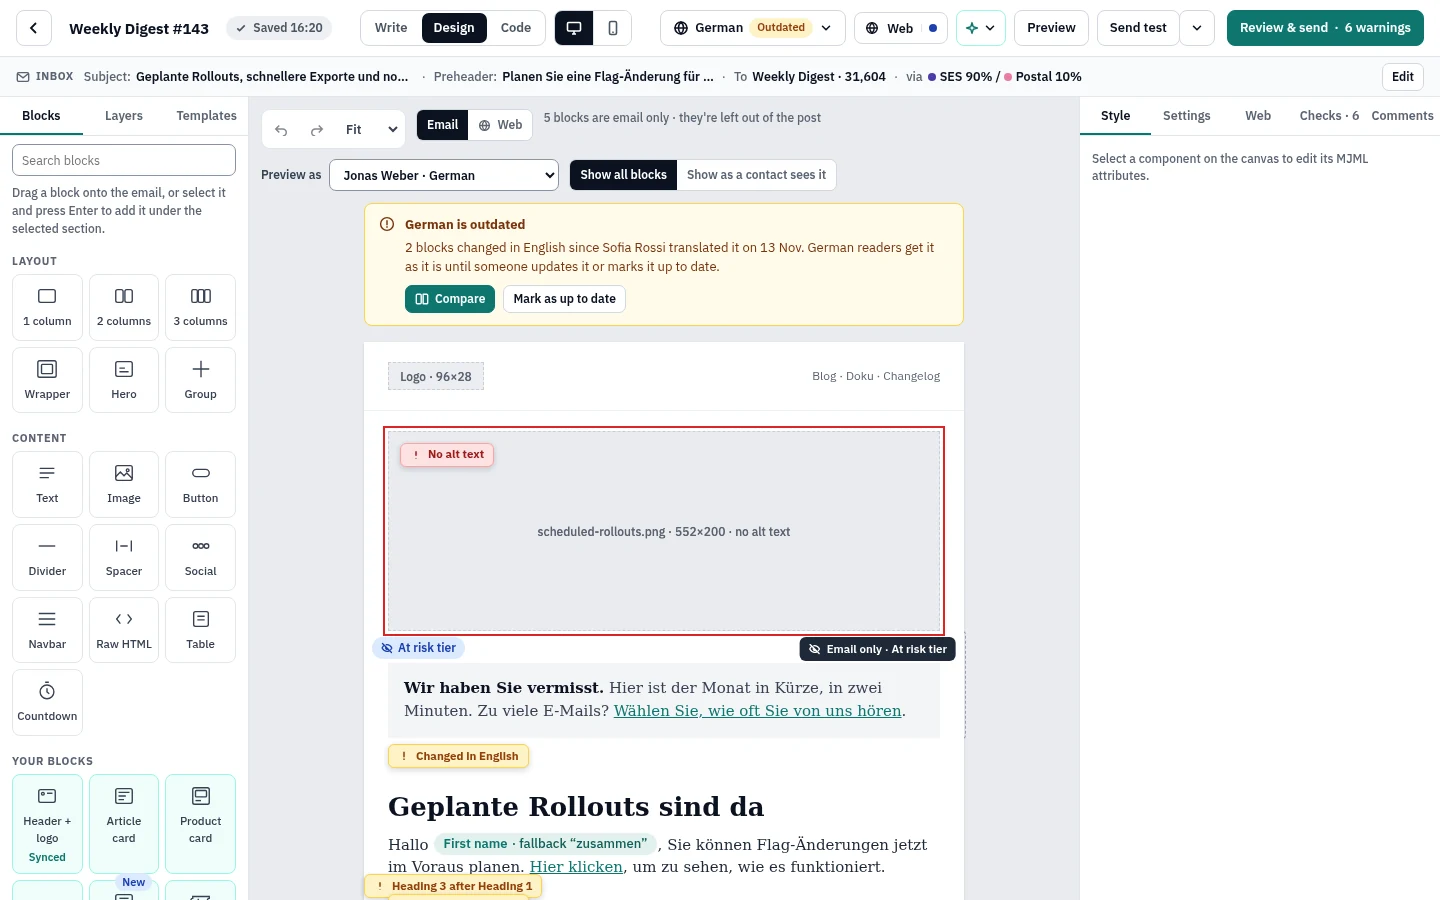 Weekly Digest #143
Saved 16:20
Write
Design
Code
German
Outdated
Web
Preview
Send test
Review & send · 6 warnings
INBOX
Subject: Geplante Rollouts, schnellere Exporte und no...
· Preheader: Planen Sie eine Flag-Änderung für ...
· To Weekly Digest · 31,604
· via SES 90% / Postal 10%
Edit
Blocks
Layers
Templates
Search blocks
Drag a block onto the email, or select it
and press Enter to add it under the
selected section.
LAYOUT
1 column
2 columns
3 columns
Wrapper
Hero
Group
CONTENT
Text
Image
Button
Divider
Spacer
Social
Navbar
Raw HTML
Table
Countdown
YOUR BLOCKS
Header +
logo
Synced
Article
card
Product
card
New
Fit
Email
Web
5 blocks are email only · they're left out of the post
Preview as
Jonas Weber · German
Show all blocks
Show as a contact sees it
German is outdated
2 blocks changed in English since Sofia Rossi translated it on 13 Nov. German readers get it
as it is until someone updates it or marks it up to date.
Compare
Mark as up to date
Logo · 96×28
Blog · Doku · Changelog
! No alt text
scheduled-rollouts.png · 552×200 · no alt text
At risk tier
Email only · At risk tier
Wir haben Sie vermisst. Hier ist der Monat in Kürze, in zwei
Minuten. Zu viele E-Mails? Wählen Sie, wie oft Sie von uns hören.
! Changed in English
Geplante Rollouts sind da
Hallo First name · fallback “zusammen” , Sie können Flag-Änderungen jetzt
im Voraus planen. Hier klicken, um zu sehen, wie es funktioniert.
! Heading 3 after Heading 1
Style
Settings
Web
Checks · 6
Comments
Select a component on the canvas to edit its MJML
attributes.